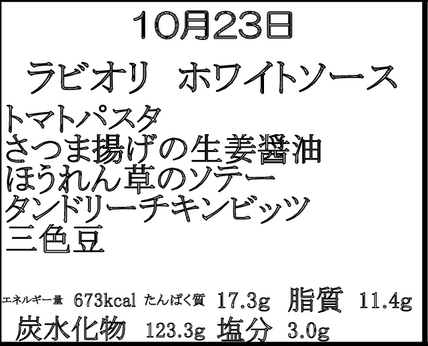 10月23日
ラビオリ　ホワイトソース
トマトパスタ
さつま揚げの生姜醤油
ほうれん草のソテー
タンドリーチキンビッツ
三色豆
エネルギー量 673kcal たんぱく質 17.3g 脂質 11.4g
炭水化物 123.3g 塩分 3.0g